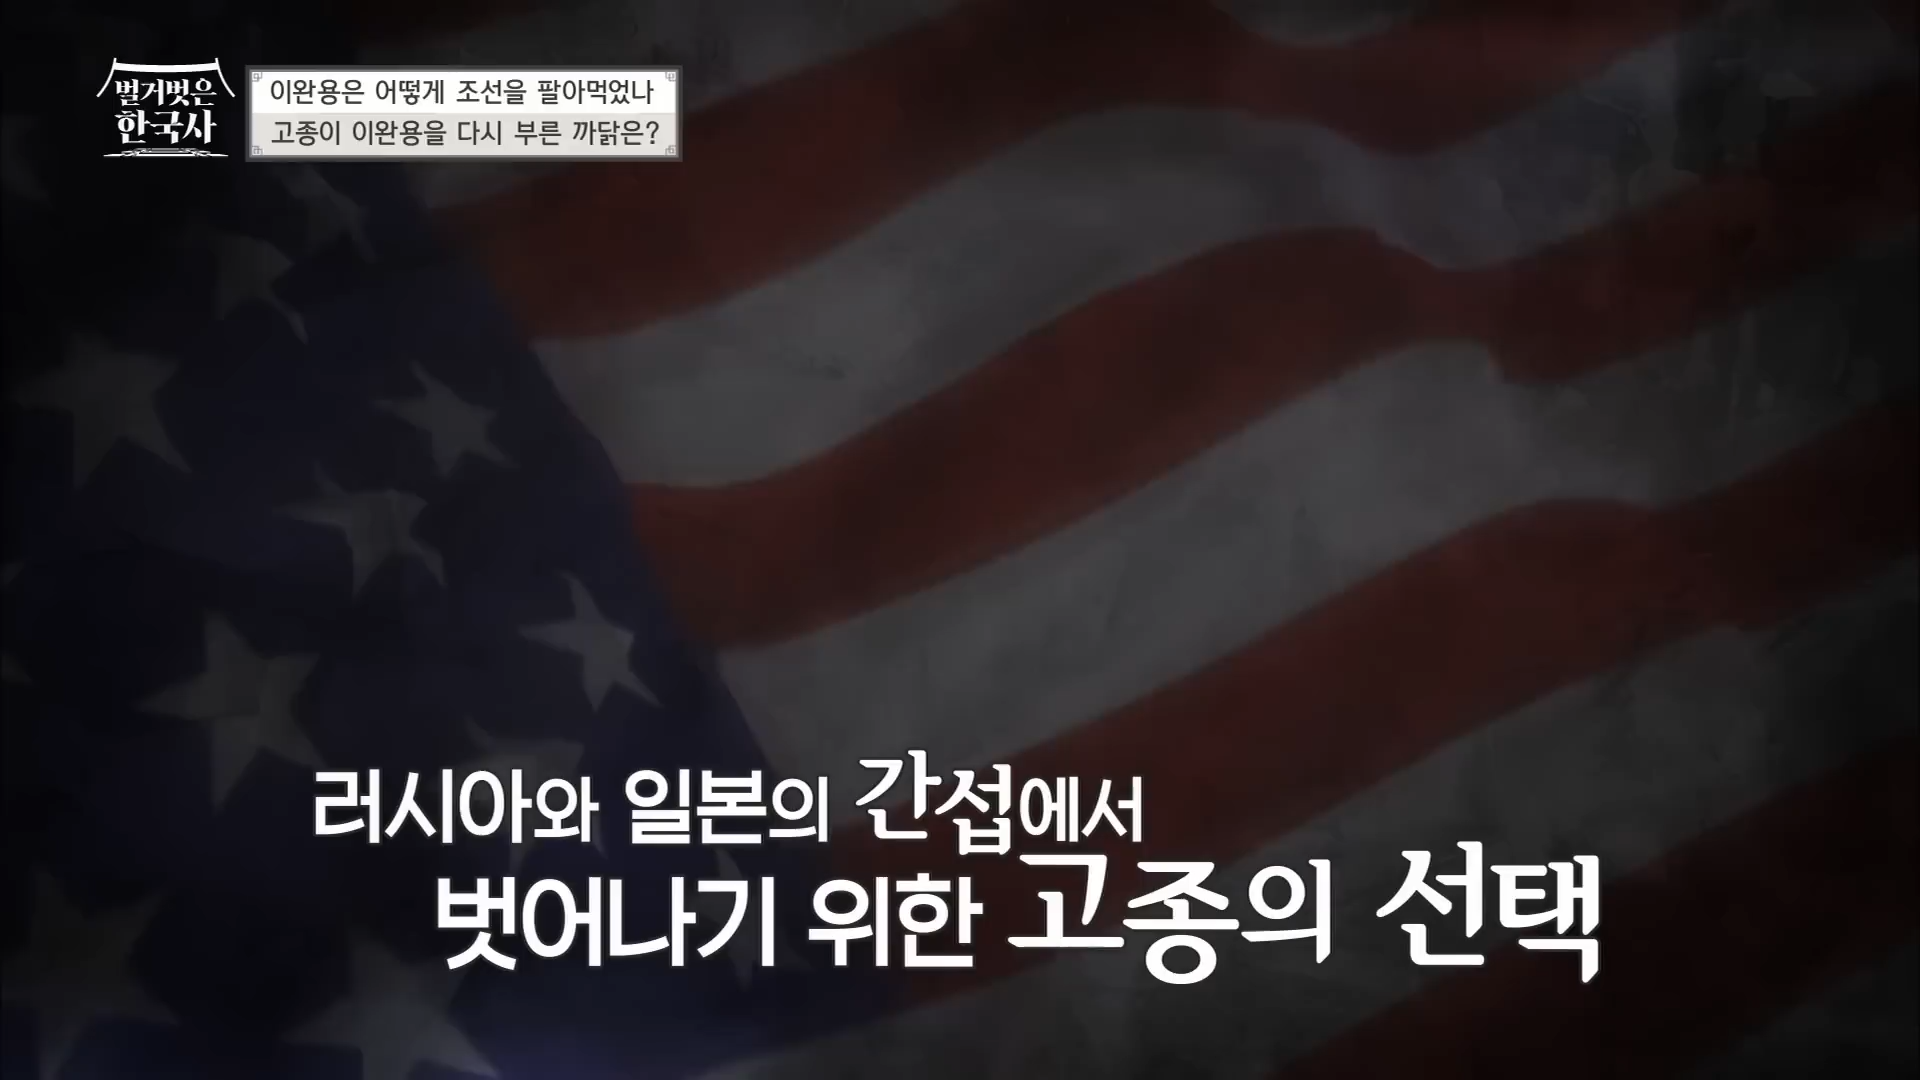 벌거벗은
한국사
이완용은 어떻게 조선을 팔아먹었나
고종이 이완용을 다시 부른 까닭은?
러시아와 일본의 간섭에서
벗어나기 위한 고종의 선택